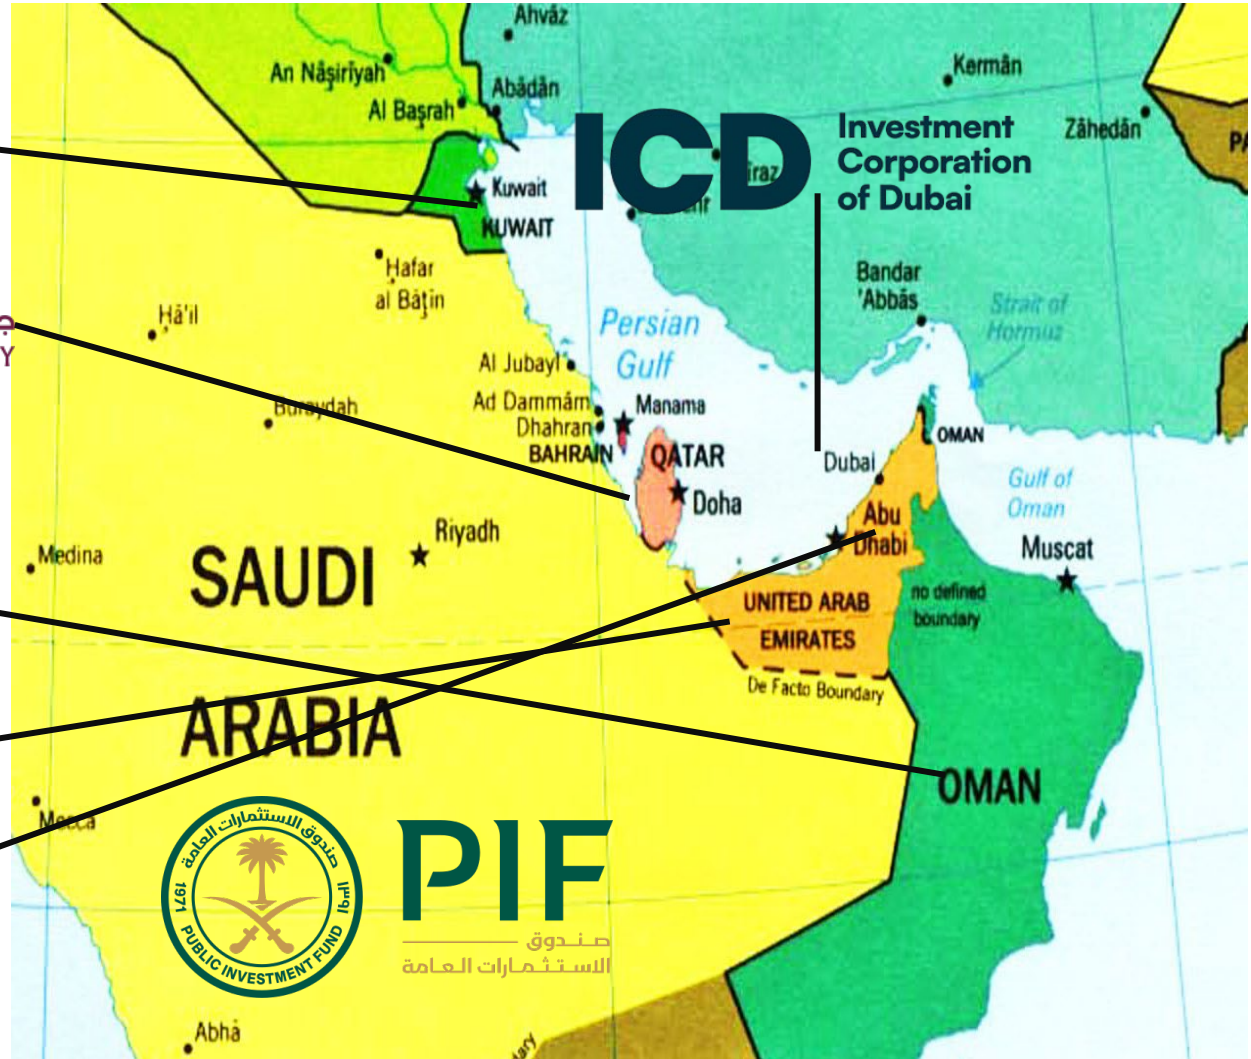 Ahvāz
An Nāşirīyah
Abādān
Al Başrah
Kermān
Zāhedān
ICD
Investment
Corporation
of Dubai
Kuwait
KUWAIT
Hafar
al Bāţin
Bandar
'Abbās
Strait of
Hormuz
Ḥā'il
Persian
Gulf
Y
Al Jubayl
Ad Dammām
Manama
Buraydah
Dhahran
BAHRAIN
QATAR
OMAN
Dubai
Doha
Gulf of
Oman
Abu
Dhabi
Riyadh
Muscat
Medina
SAUDI
UNITED ARAB
EMIRATES
no defined
boundary
De Facto Boundary
ARABIA
OMAN
Mecca
صندوق الاستثمارات العامة
1971
١٩٧١
PUBLIC INVESTMENT FUND
PIF
صندوق
الاستثمارات العامة
Abhā